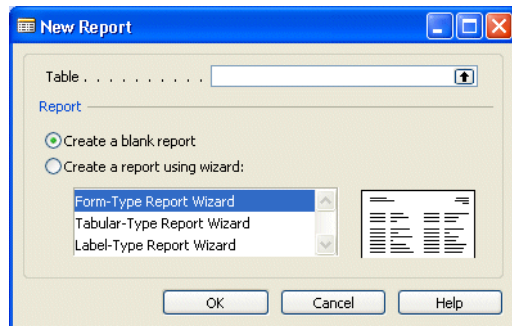 New Report
Table . . . . . . . . . .
Report
Create a blank report
Create a report using wizard:
Form-Type Report Wizard
Tabular-Type Report Wizard
Label-Type Report Wizard
OK Cancel Help